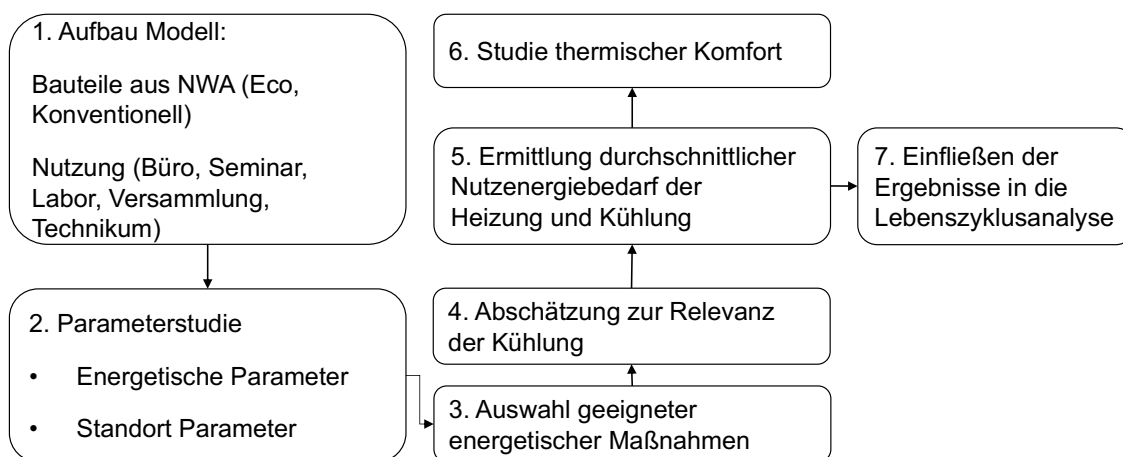 1. Aufbau Modell:
Bauteile aus NWA (Eco,
Konventionell)
Nutzung (Büro, Seminar,
Labor, Versammlung,
Technikum)
2. Parameterstudie
• Energetische Parameter
• Standort Parameter
3. Auswahl geeigneter
energetischer Maßnahmen
4. Abschätzung zur Relevanz
der Kühlung
5. Ermittlung durchschnittlicher
Nutzenergiebedarf der
Heizung und Kühlung
6. Studie thermischer Komfort
7. Einfließen der
Ergebnisse in die
Lebenszyklusanalyse